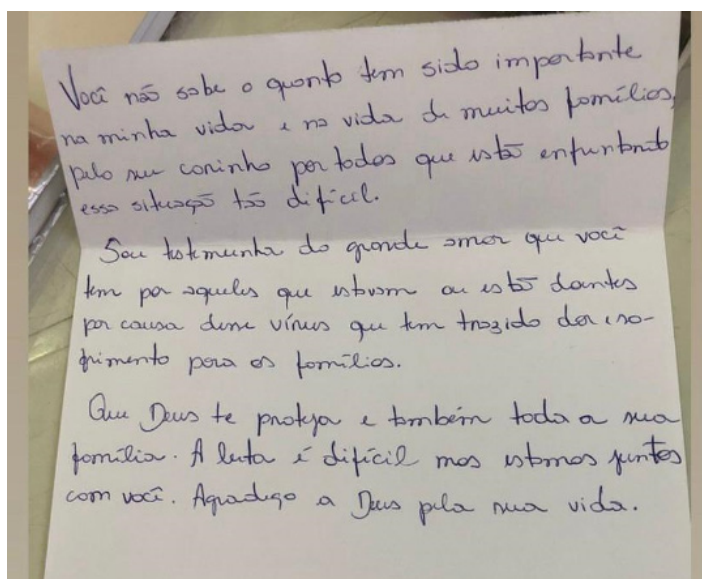 Você não sabe o quanto tem sido importante
na minha vida e na vida de muitas famílias,
pelo seu carinho por todos que estão enfrentando
essa situação tão difícil.
Sou testemunha do grande amor que você
tem por aqueles que estavam ou estão doentes
por causa desse vírus que tem trazido dor e so-
frimento para as famílias.
Que Deus te proteja e também toda a sua
família. A luta é difícil mas estamos juntos
com você. Agradeço a Deus pela sua vida.